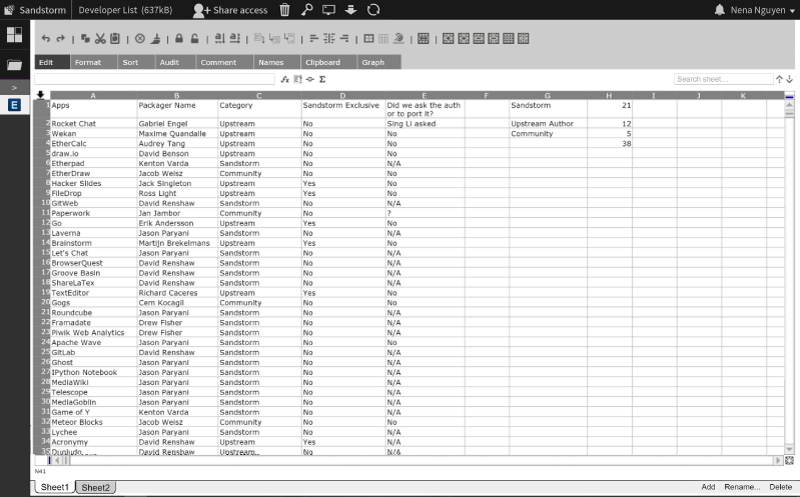 Sandstorm Developer List (637kB) Share access Nena Nguyen
Edit Format Sort Audit Comment Names Clipboard Graph
Search sheet...
A B C D E F G H I J K
1 Apps Packager Name Category Sandstorm Exclusive Did we ask the auth Sandstorm 21
or to port it?
2 Rocket Chat Gabriel Engel Upstream No Sing Li asked Upstream Author 12
3 Wekan Maxime Quandalle Upstream No No Community 5
4 EtherCalc Audrey Tang Upstream No No 38
5 draw.io David Benson Upstream No No
6 Etherpad Kenton Varda Sandstorm No N/A
7 EtherDraw Jacob Weisz Community No No
8 Hacker Slides Jack Singleton Upstream Yes No
9 FileDrop Ross Light Upstream Yes No
10 GitWeb David Renshaw Sandstorm No N/A
11 Paperwork Jan Jambor Community No ?
12 Go Erik Andersson Upstream Yes No
13 Laverna Jason Paryani Sandstorm No N/A
14 Brainstorm Martijn Brekelmans Upstream Yes No
15 Let's Chat Jason Paryani Sandstorm No N/A
16 BrowserQuest David Renshaw Sandstorm No N/A
17 Groove Basin David Renshaw Sandstorm No N/A
18 ShareLaTex David Renshaw Sandstorm No N/A
19 TextEditor Richard Caceres Upstream Yes No
20 Gogs Cem Kocagil Community No No
21 Roundcube Jason Paryani Sandstorm No N/A
22 Framadate Drew Fisher Sandstorm No N/A
23 Piwik Web Analytics Drew Fisher Sandstorm No N/A
24 Apache Wave Jason Paryani Sandstorm No No
25 GitLab David Renshaw Sandstorm No N/A
26 Ghost Jason Paryani Sandstorm No N/A
27 IPython Notebook Jason Paryani Sandstorm No N/A
28 MediaWiki Jason Paryani Sandstorm No N/A
29 Telescope Jason Paryani Sandstorm No N/A
30 MediaGoblin Jason Paryani Sandstorm No N/A
31 Game of Y Kenton Varda Sandstorm No N/A
32 Meteor Blocks Jacob Weisz Community No No
33 Lychee Jason Paryani Sandstorm No N/A
34 Acronymy David Renshaw Upstream Yes N/A
35 David Renshaw Upstream No N/A
N41
Sheet1 Sheet2 Add Rename... Delete